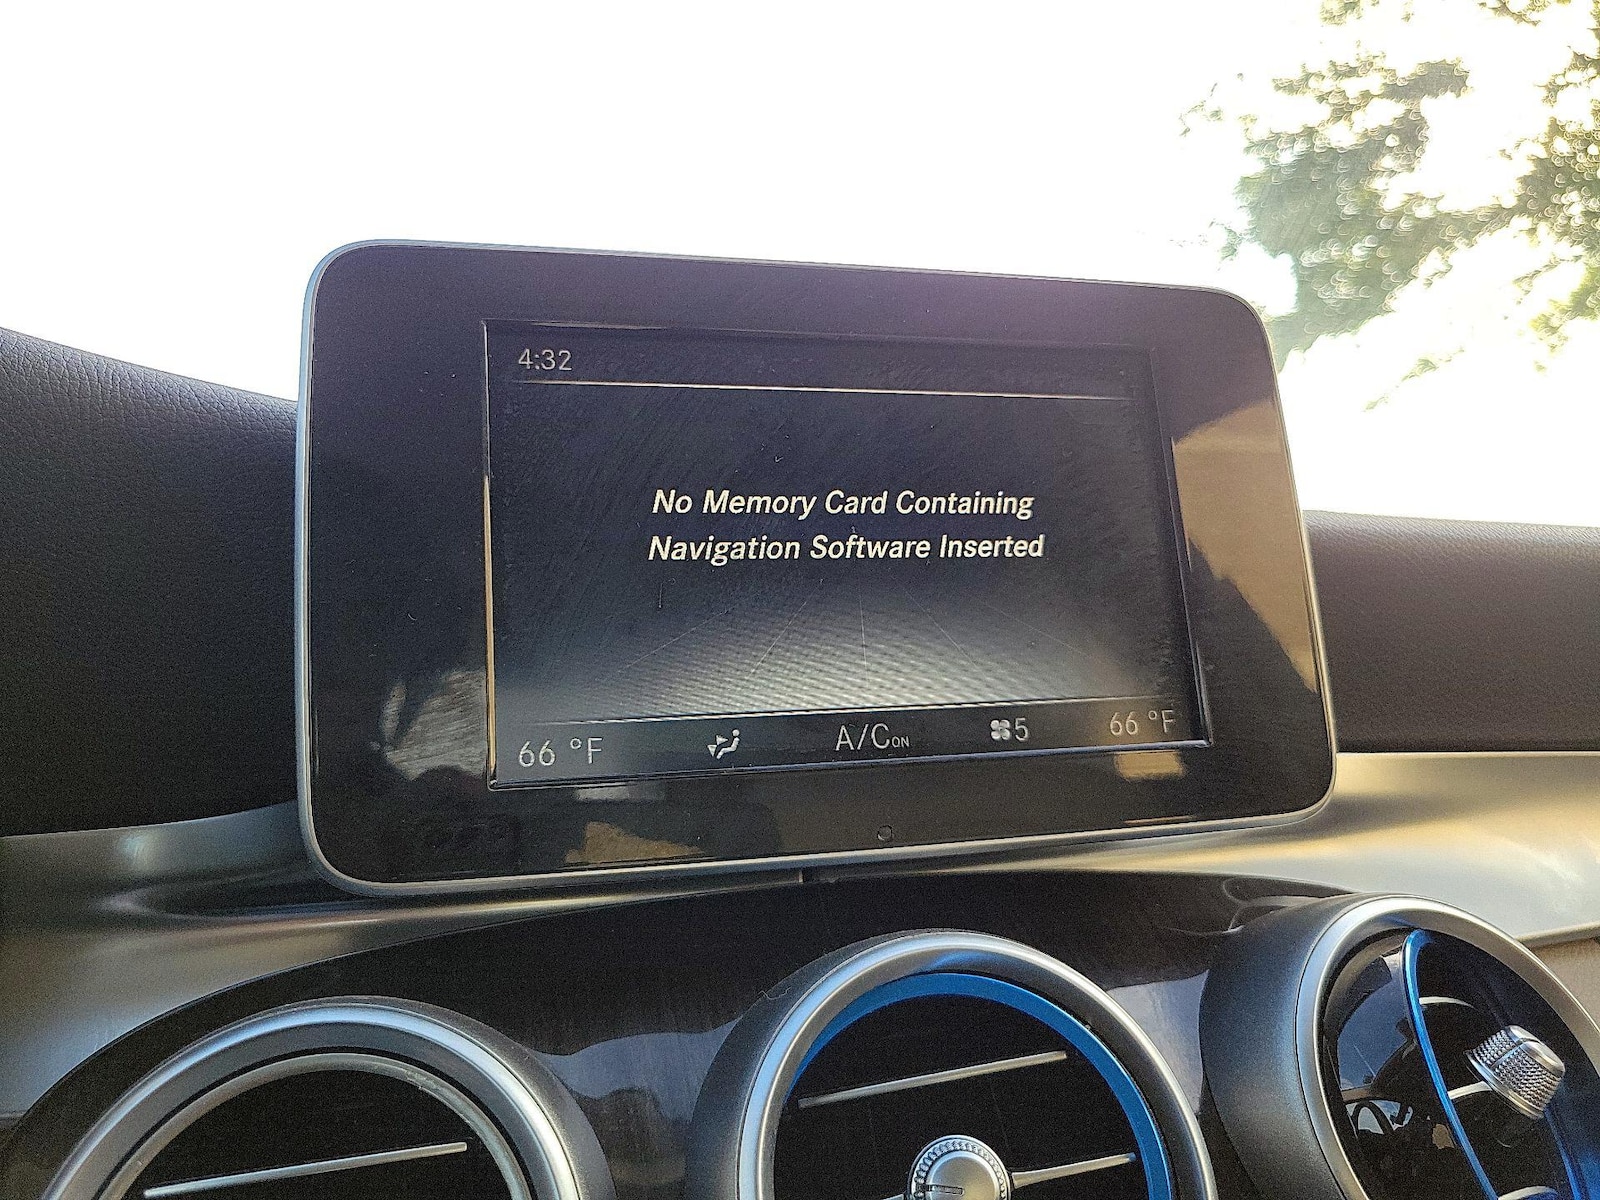 4:32
No Memory Card Containing
Navigation Software Inserted
66 °F A/C ON 5 66 °F